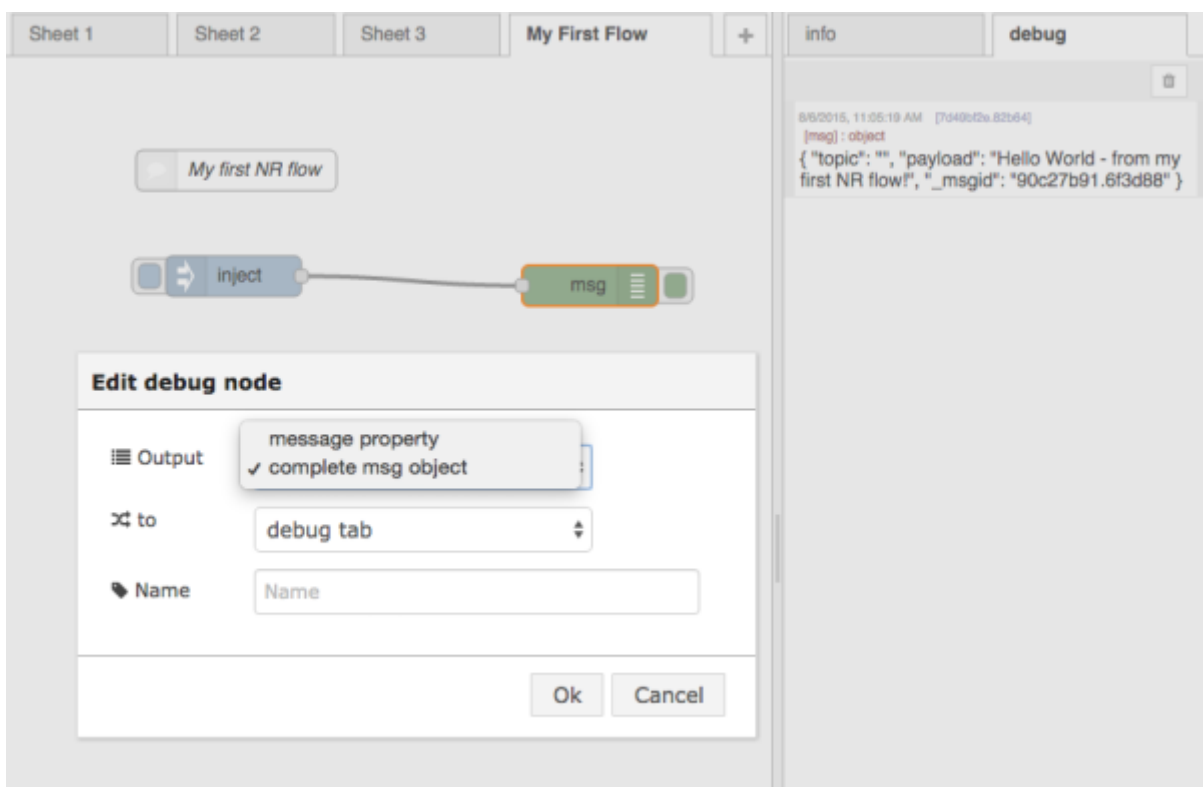 Sheet 1
Sheet 2
Sheet 3
My First Flow
+
info
debug
My first NR flow
inject
msg
8/6/2015, 11:05:19 AM [7d40bf2e.82b64]
[msg] : object
{ "topic": "", "payload": "Hello World - from my
first NR flow!", "_msgid": "90c27b91.6f3d88" }
Edit debug node
Output
message property
✓ complete msg object
to
debug tab
Name
Name
Ok
Cancel